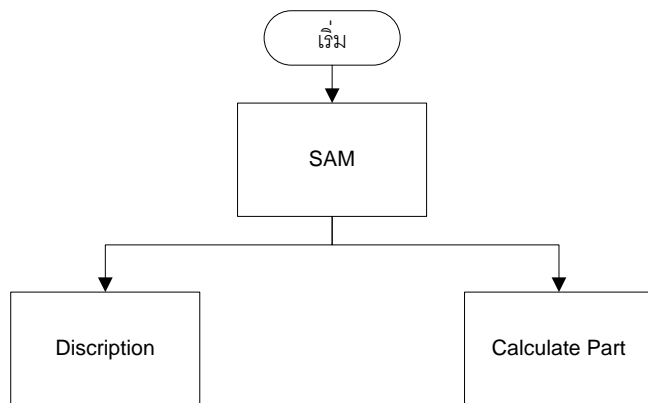 เริ่ม
SAM
Discription
Calculate Part